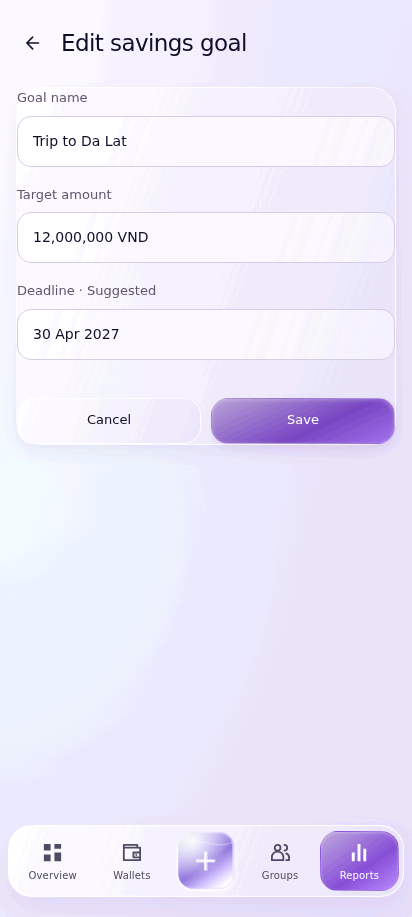 Edit savings goal
Goal name
Trip to Da Lat
Target amount
12,000,000 VND
Deadline · Suggested
30 Apr 2027
Cancel
Save
Overview
Wallets
Groups
Reports